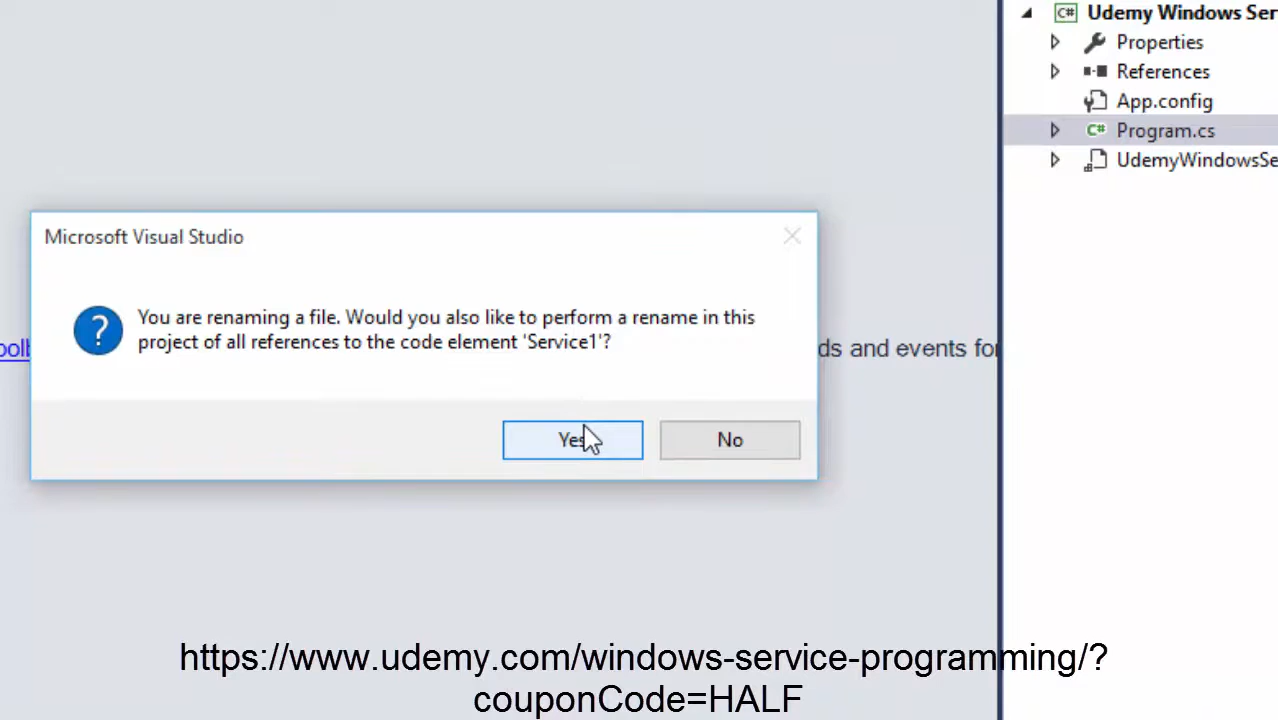 Udemy Windows Ser
Properties
References
App.config
Program.cs
UdemyWindowsSe
Microsoft Visual Studio
You are renaming a file. Would you also like to perform a rename in this
project of all references to the code element 'Service1'?
oolb
ds and events for
Yes
No
https://www.udemy.com/windows-service-programming/?
couponCode=HALF